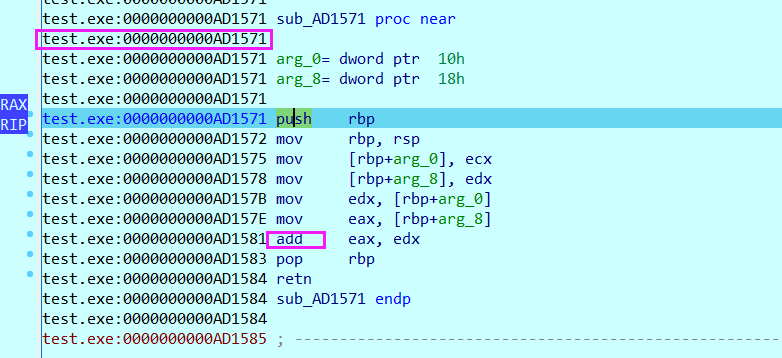 test.exe:0000000000AD1571
test.exe:0000000000AD1571 sub_AD1571 proc near
test.exe:0000000000AD1571
test.exe:0000000000AD1571 arg_0= dword ptr  10h
test.exe:0000000000AD1571 arg_8= dword ptr  18h
test.exe:0000000000AD1571
RAX
RIP
test.exe:0000000000AD1571 push    rbp
test.exe:0000000000AD1572 mov     rbp, rsp
test.exe:0000000000AD1575 mov     [rbp+arg_0], ecx
test.exe:0000000000AD1578 mov     [rbp+arg_8], edx
test.exe:0000000000AD157B mov     edx, [rbp+arg_0]
test.exe:0000000000AD157E mov     eax, [rbp+arg_8]
test.exe:0000000000AD1581 add     eax, edx
test.exe:0000000000AD1583 pop     rbp
test.exe:0000000000AD1584 retn
test.exe:0000000000AD1584 sub_AD1571 endp
test.exe:0000000000AD1584
test.exe:0000000000AD1585 ; ---------------------------------------------------